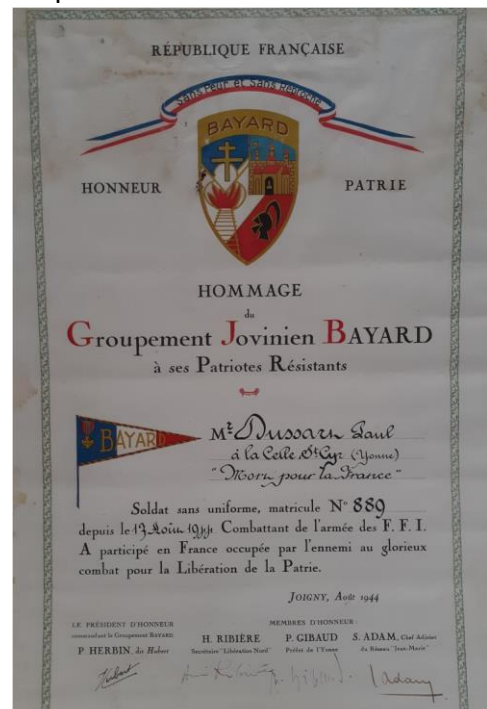 RÉPUBLIQUE FRANÇAISE
Sans Peur et Sans Reproche
BAYARD
HONNEUR
PATRIE
HOMMAGE
du
Groupement Jovinien BAYARD
à ses Patriotes Résistants
BAYARD
Mr Dussarn Paul
à la Celle St Cyr (Yonne)
"Mort pour la France"
Soldat sans uniforme, matricule N° 889
depuis le 13 Août 1944 Combattant de l'armée des F. F. I.
A participé en France occupée par l'ennemi au glorieux
combat pour la Libération de la Patrie.
JOIGNY, Août 1944
LE PRÉSIDENT D'HONNEUR
commandant le Groupement BAYARD
P. HERBIN, dit Hubert
MEMBRES D'HONNEUR :
H. RIBIÈRE
Secrétaire "Libération Nord"
P. GIBAUD
Préfet de l'Yonne
S. ADAM, Chef Adjoint
du Réseau "Jean-Marie"
Hubert